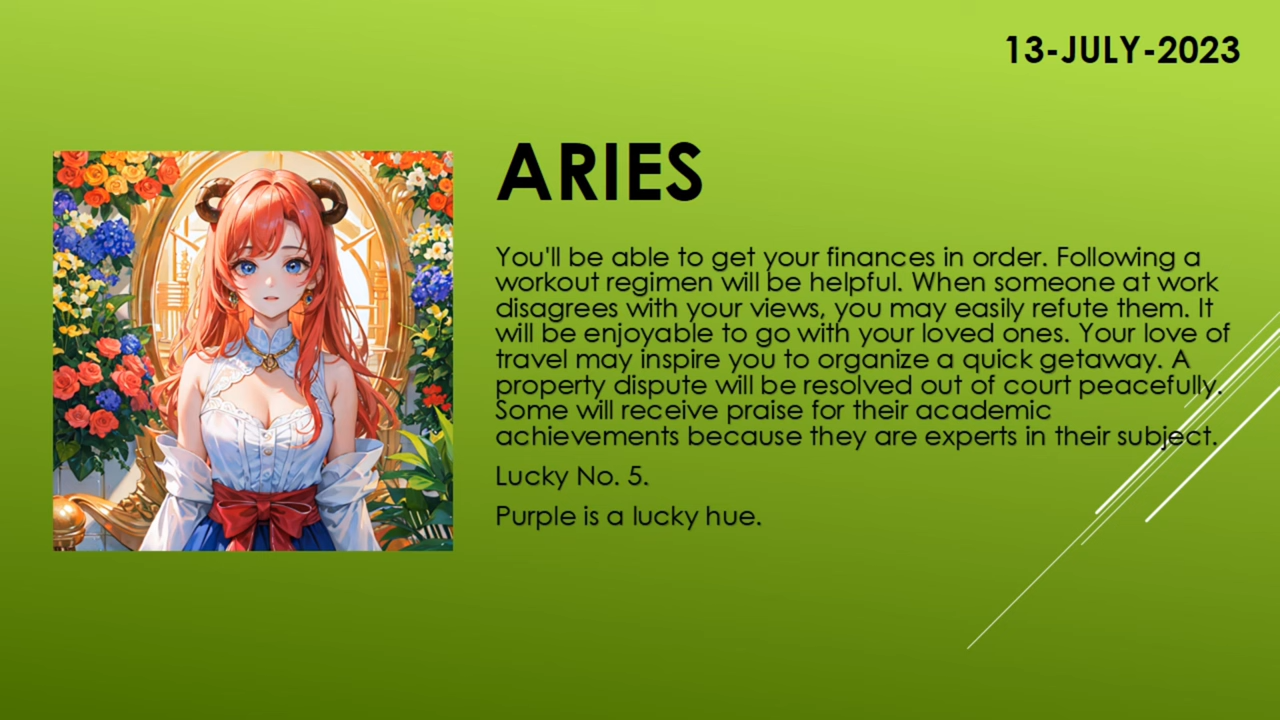 13-JULY-2023
ARIES
You'll be able to get your finances in order. Following a
workout regimen will be helpful. When someone at work
disagrees with your views, you may easily refute them. It
will be enjoyable to go with your loved ones. Your love of
travel may inspire you to organize a quick getaway. A
property dispute will be resolved out of court peacefully.
Some will receive praise for their academic
achievements because they are experts in their subject.
Lucky No. 5.
Purple is a lucky hue.